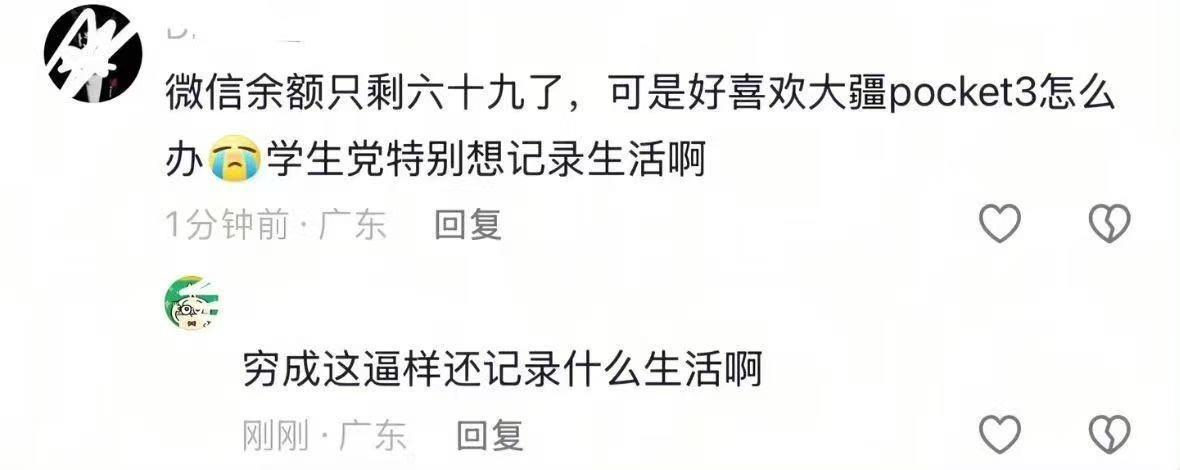 微信余额只剩六十九了，可是好喜欢大疆pocket3怎么
办😭学生党特别想记录生活啊
1分钟前·广东 回复
穷成这逼样还记录什么生活啊
刚刚·广东 回复